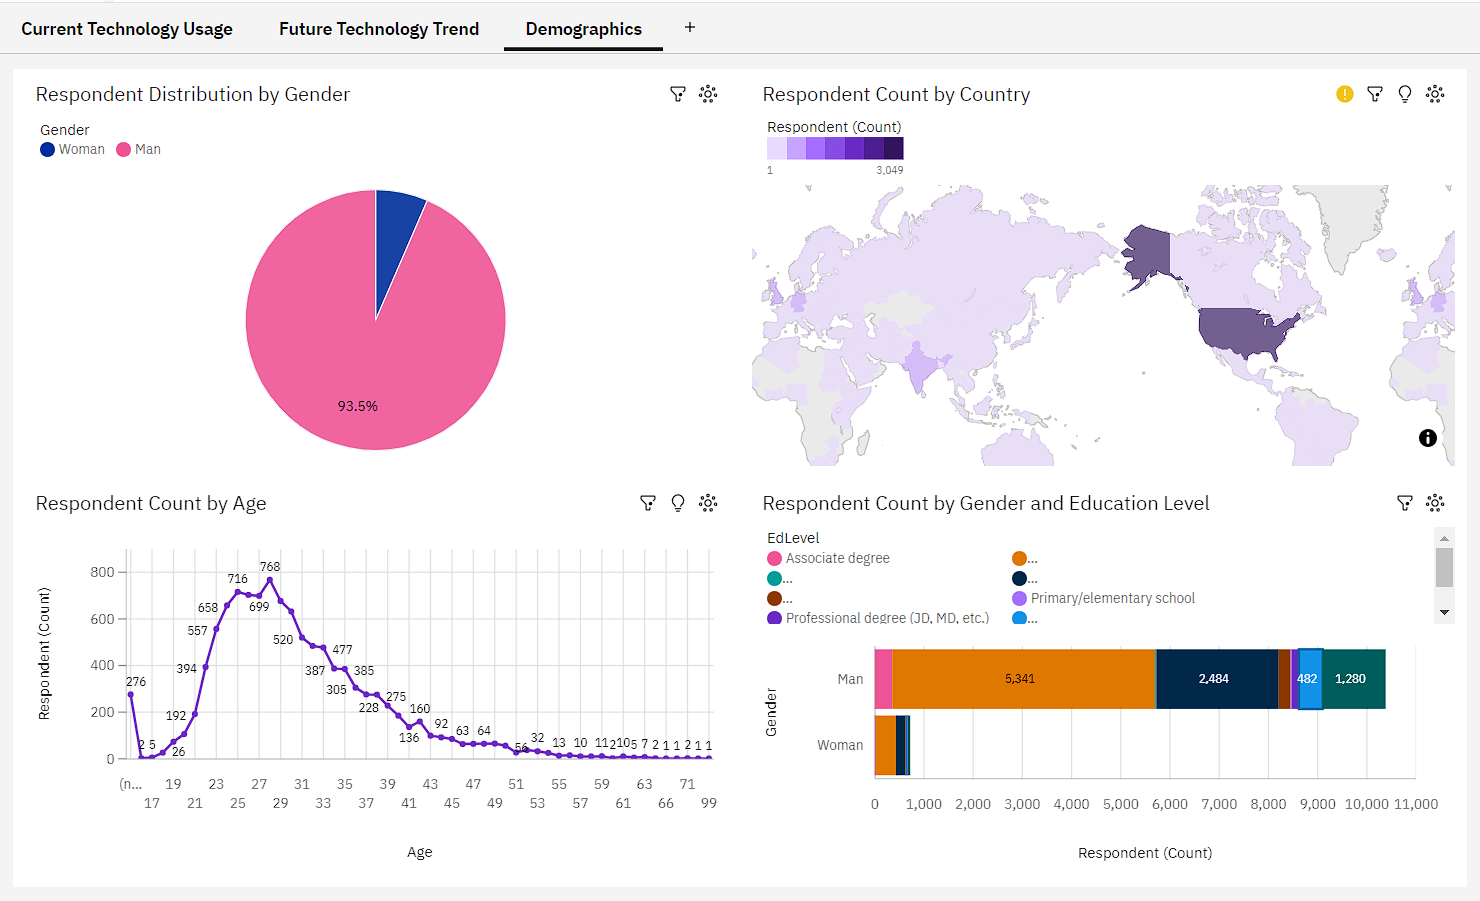 Current Technology Usage Future Technology Trend Demographics +
Respondent Distribution by Gender
Gender
Woman Man
93.5%
Respondent Count by Country
Respondent (Count)
1 3,049
Respondent Count by Age
Respondent (Count)
800
600
400
200
0
276
2 5
26
192
394
557
658
716
699
768
520
387
477
305
385
228
275
136
160
92
63
64
56
32
13
10
11 2 10 5 7 2 1 1 2 1 1
(n... 19 23 27 31 35 39 43 47 51 55 59 63 71
17 21 25 29 33 37 41 45 49 53 57 61 66 99
Age
Respondent Count by Gender and Education Level
EdLevel
Associate degree ...
... ...
... Primary/elementary school
Professional degree (JD, MD, etc.) ...
Gender
Man 5,341 2,484 482 1,280
Woman
0 1,000 2,000 3,000 4,000 5,000 6,000 7,000 8,000 9,000 10,000 11,000
Respondent (Count)